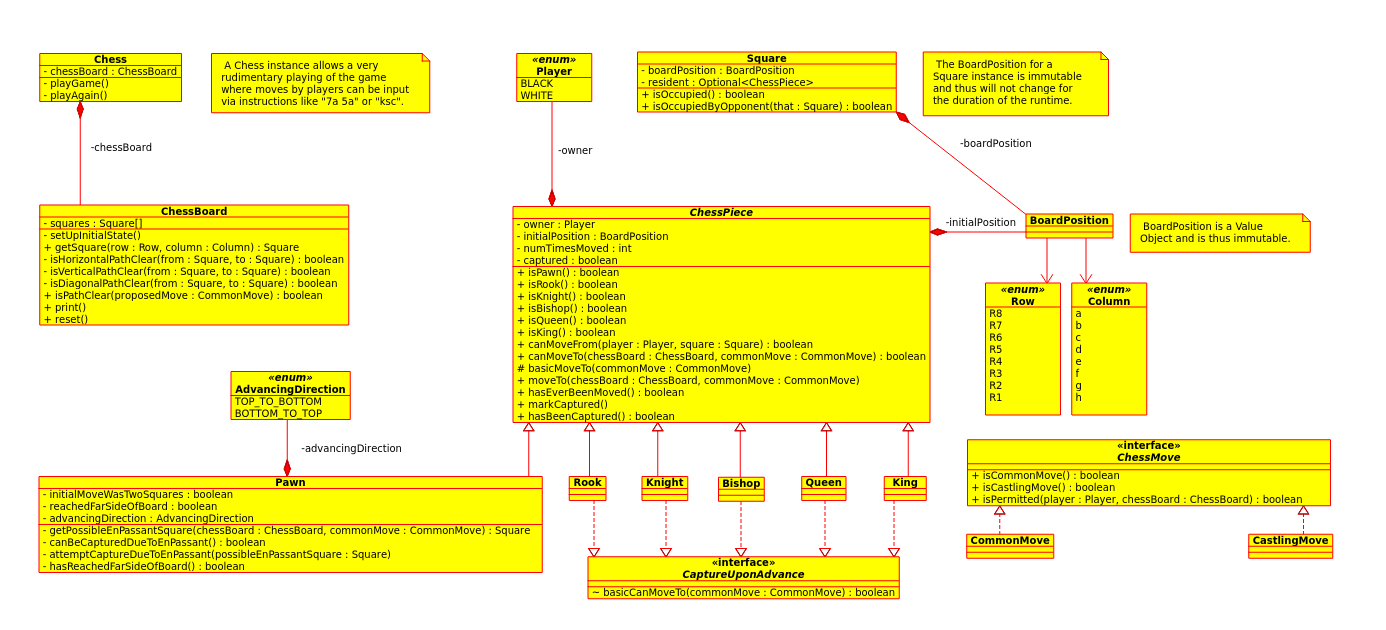 Chess
- chessBoard : ChessBoard
- playGame()
- playAgain()
A Chess instance allows a very
rudimentary playing of the game
where moves by players can be input
via instructions like "7a 5a" or "ksc".
«enum»
Player
BLACK
WHITE
Square
- boardPosition : BoardPosition
- resident : Optional<ChessPiece>
+ isOccupied() : boolean
+ isOccupiedByOpponent(that : Square) : boolean
The BoardPosition for a
Square instance is immutable
and thus will not change for
the duration of the runtime.
-chessBoard
-owner
-boardPosition
ChessBoard
- squares : Square[]
- setUpInitialState()
+ getSquare(row : Row, column : Column) : Square
- isHorizontalPathClear(from : Square, to : Square) : boolean
- isVerticalPathClear(from : Square, to : Square) : boolean
- isDiagonalPathClear(from : Square, to : Square) : boolean
+ isPathClear(proposedMove : CommonMove) : boolean
+ print()
+ reset()
ChessPiece
- owner : Player
- initialPosition : BoardPosition
- numTimesMoved : int
- captured : boolean
+ isPawn() : boolean
+ isRook() : boolean
+ isKnight() : boolean
+ isBishop() : boolean
+ isQueen() : boolean
+ isKing() : boolean
+ canMoveFrom(player : Player, square : Square) : boolean
+ canMoveTo(chessBoard : ChessBoard, commonMove : CommonMove) : boolean
# basicMoveTo(commonMove : CommonMove)
+ moveTo(chessBoard : ChessBoard, commonMove : CommonMove)
+ hasEverBeenMoved() : boolean
+ markCaptured()
+ hasBeenCaptured() : boolean
-initialPosition
BoardPosition
BoardPosition is a Value
Object and is thus immutable.
«enum»
Row
R8
R7
R6
R5
R4
R3
R2
R1
«enum»
Column
a
b
c
d
e
f
g
h
«enum»
AdvancingDirection
TOP_TO_BOTTOM
BOTTOM_TO_TOP
-advancingDirection
Pawn
- initialMoveWasTwoSquares : boolean
- reachedFarSideOfBoard : boolean
- advancingDirection : AdvancingDirection
- getPossibleEnPassantSquare(chessBoard : ChessBoard, commonMove : CommonMove) : Square
- canBeCapturedDueToEnPassant() : boolean
- attemptCaptureDueToEnPassant(possibleEnPassantSquare : Square)
- hasReachedFarSideOfBoard() : boolean
Rook
Knight
Bishop
Queen
King
«interface»
CaptureUponAdvance
~ basicCanMoveTo(commonMove : CommonMove) : boolean
«interface»
ChessMove
+ isCommonMove() : boolean
+ isCastlingMove() : boolean
+ isPermitted(player : Player, chessBoard : ChessBoard) : boolean
CommonMove
CastlingMove